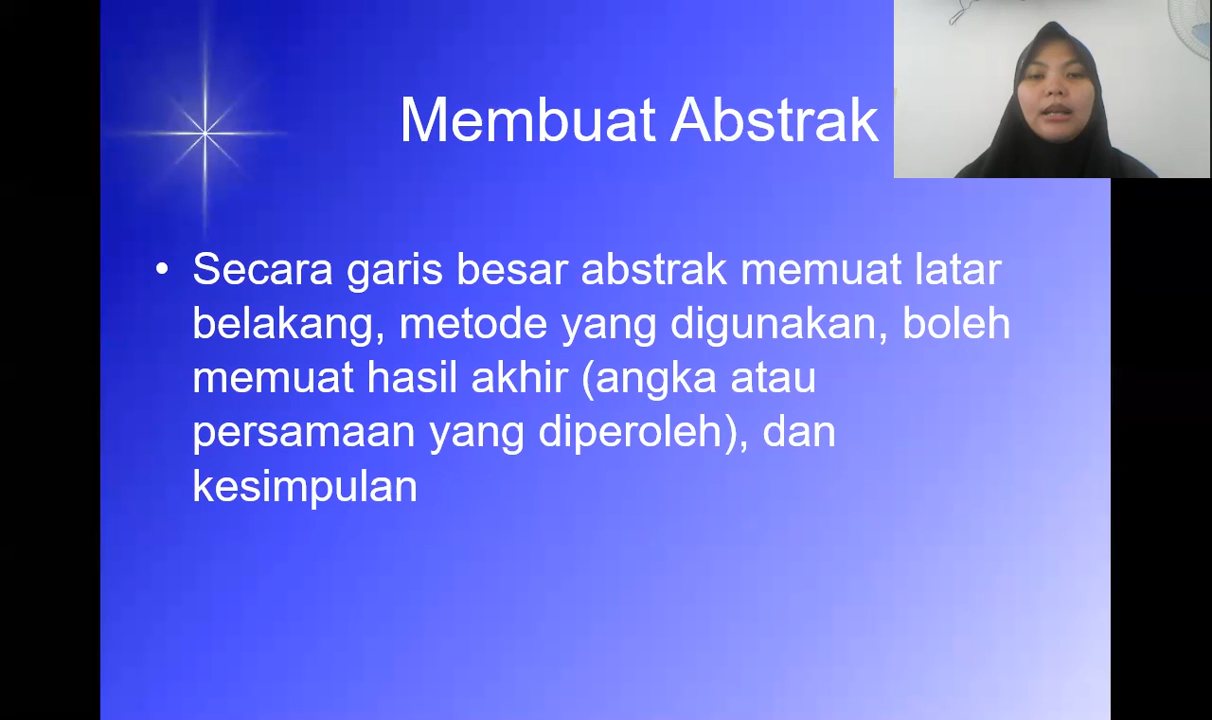 Membuat Abstrak
• Secara garis besar abstrak memuat latar
belakang, metode yang digunakan, boleh
memuat hasil akhir (angka atau
persamaan yang diperoleh), dan
kesimpulan